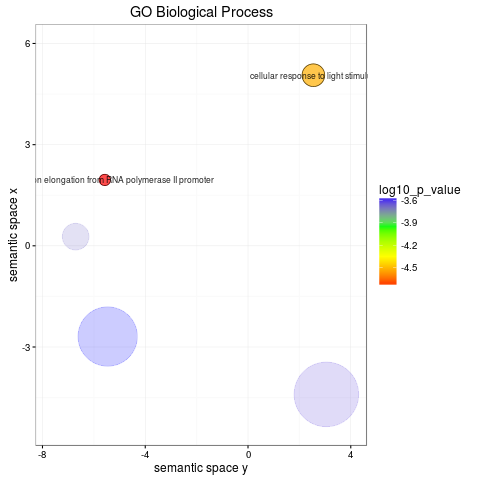 GO Biological Process
6
cellular response to light stimul
3
n elongation from RNA polymerase II promoter
log10_p_value
-3.6
-3.9
-4.2
-4.5
semantic space x
0
-3
-8
-4
0
4
semantic space y